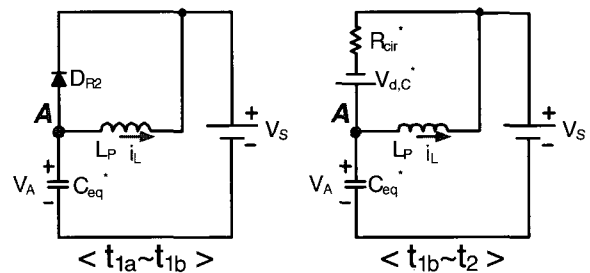 D_R2
A
L_P i_L
V_A
+
-
C_eq*
+
-
V_S
< t_1a~t_1b >
R_cir*
V_d,C*
A
L_P i_L
V_A
+
-
C_eq*
+
-
V_S
< t_1b~t_2 >